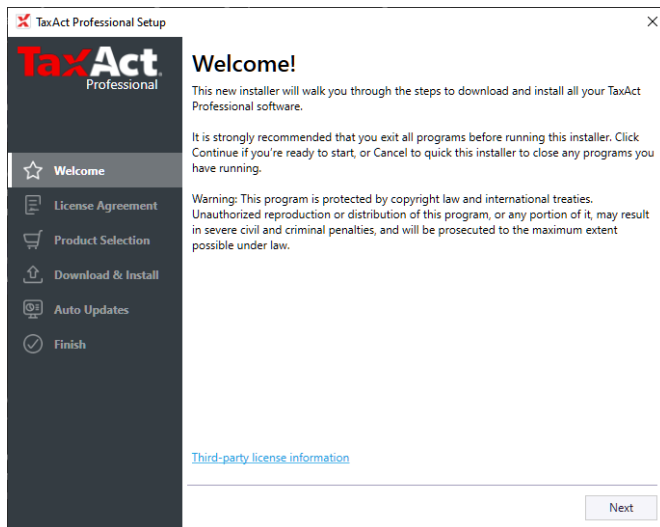 TaxAct Professional Setup
TaxAct.
Professional
Welcome
License Agreement
Product Selection
Download & Install
Auto Updates
Finish
Welcome!
This new installer will walk you through the steps to download and install all your TaxAct
Professional software.
It is strongly recommended that you exit all programs before running this installer. Click
Continue if you're ready to start, or Cancel to quick this installer to close any programs you
have running.
Warning: This program is protected by copyright law and international treaties.
Unauthorized reproduction or distribution of this program, or any portion of it, may result
in severe civil and criminal penalties, and will be prosecuted to the maximum extent
possible under law.
Third-party license information
Next